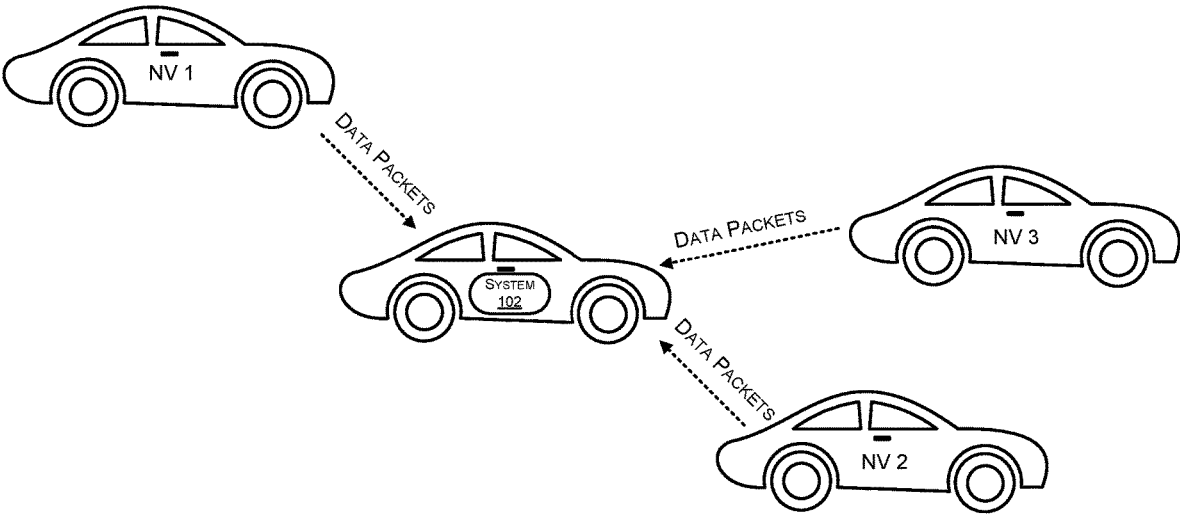 NV 1
DATA PACKETS
DATA PACKETS
NV 3
SYSTEM
102
DATA PACKETS
NV 2